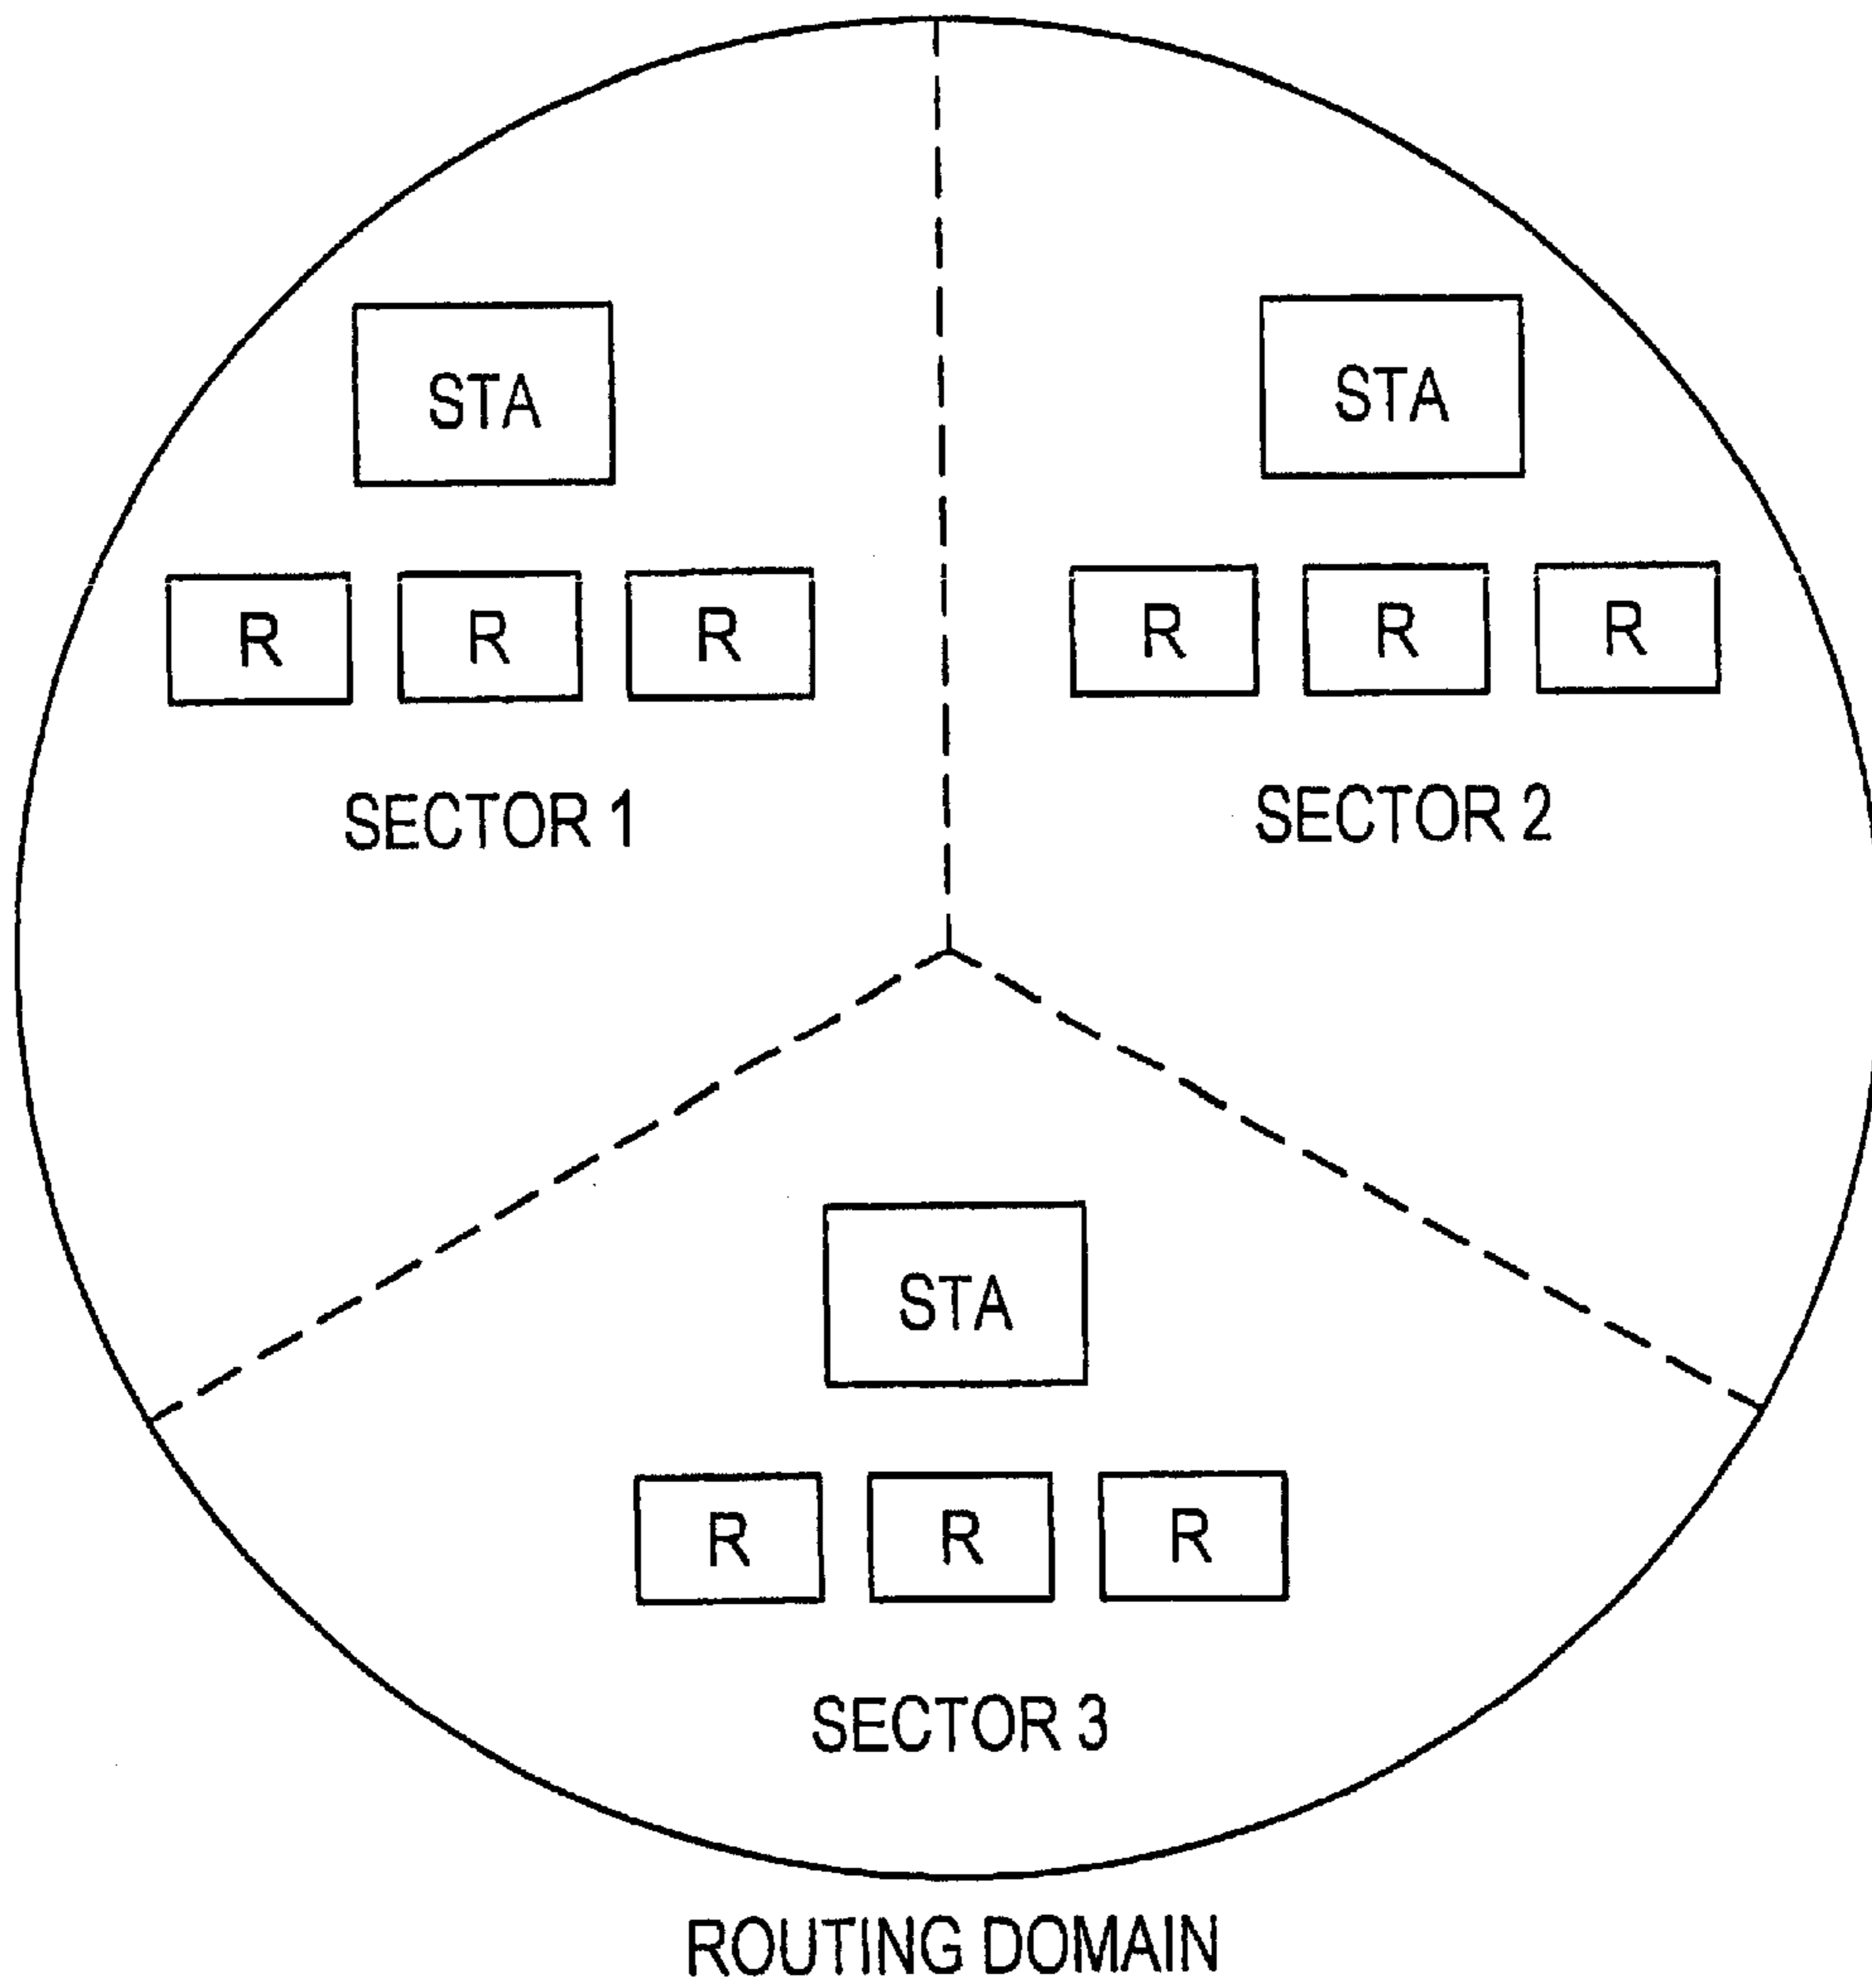 STA
R R R
SECTOR 1
STA
R R R
SECTOR 2
STA
R R R
SECTOR 3
ROUTING DOMAIN